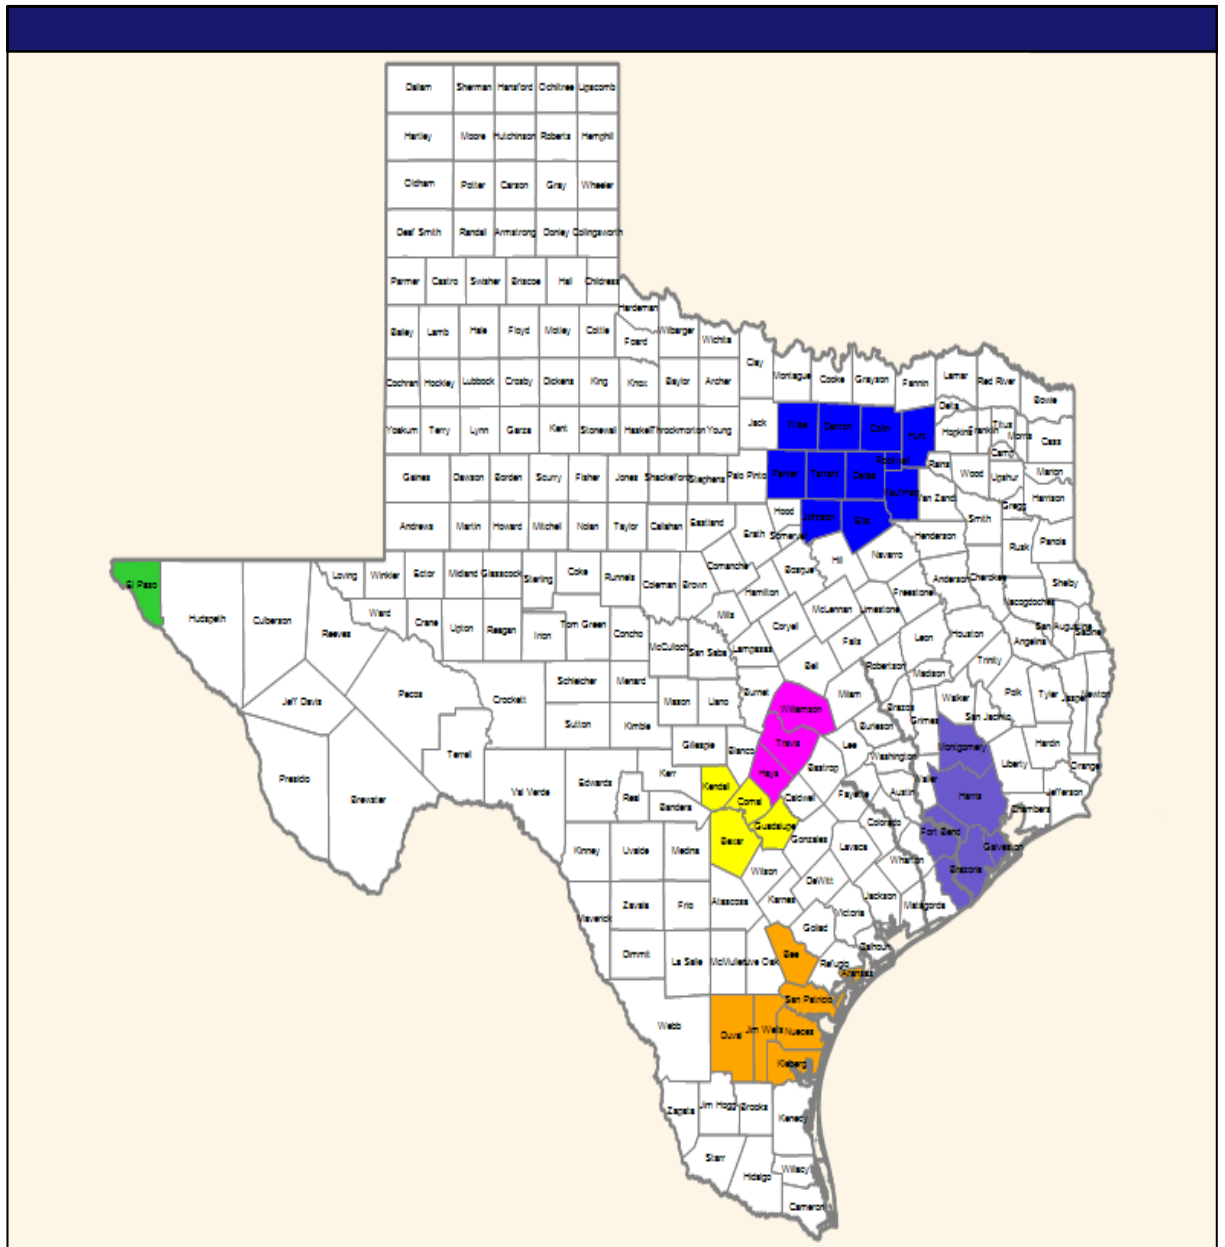 Dallam Sherman Hansford Ochiltree Lipscomb
Hartley Moore Hutchinson Roberts Hemphill
Oldham Potter Carson Gray Wheeler
Deaf Smith Randall Armstrong Donley Collingsworth
Parmer Castro Swisher Briscoe Hall Childress
Hardeman
Bailey Lamb Hale Floyd Motley Cottle Foard Wilbarger Wichita
Clay Montague Cooke Grayson Fannin Lamar Red River Bowie
Cochran Hockley Lubbock Crosby Dickens King Knox Baylor Archer
Yoakum Terry Lynn Garza Kent Stonewall Haskell Throckmorton Young Jack Wise Denton Collin Hunt Delta Hopkins Franklin Titus Morris Cass
Camp
Gaines Dawson Borden Scurry Fisher Jones Shackelford Stephens Palo Pinto Parker Tarrant Dallas Rockwall Kaufman Rains Wood Upshur Marion
Van Zandt Gregg Harrison
Andrews Martin Howard Mitchell Nolan Taylor Callahan Eastland Erath Hood Somervell Johnson Ellis Henderson Smith Rusk Panola
El Paso Hudspeth Culberson Reeves Loving Winkler Ector Midland Glasscock Sterling Coke Runnels Coleman Brown Comanche Bosque Hill Navarro Anderson Cherokee Shelby
Hamilton Freestone Nacogdoches
Ward Crane Upton Reagan Irion Tom Green Concho McCulloch San Saba Mills Lampasas Coryell McLennan Limestone Falls Leon Houston Angelina San Augustine Sabine
Jeff Davis Pecos Crockett Schleicher Menard Mason Llano Burnet Bell Milam Robertson Madison Trinity Polk Tyler Jasper Newton
Williamson Brazos Grimes Walker San Jacinto
Presidio Brewster Terrell Val Verde Sutton Kimble Gillespie Blanco Travis Lee Burleson Washington Montgomery Liberty Hardin Orange
Edwards Kerr Real Bandera Kendall Hays Bastrop Caldwell Fayette Austin Waller Harris Chambers Jefferson
Kinney Uvalde Medina Bexar Comal Guadalupe Gonzales Lavaca Colorado Wharton Fort Bend Galveston Brazoria
Maverick Zavala Frio Atascosa Wilson Karnes DeWitt Victoria Jackson Matagorda
Dimmit La Salle McMullen Live Oak Bee Goliad Refugio Calhoun Aransas
Webb Duval Jim Wells San Patricio Nueces Kleberg
Zapata Jim Hogg Brooks Kenedy
Starr Hidalgo Willacy Cameron